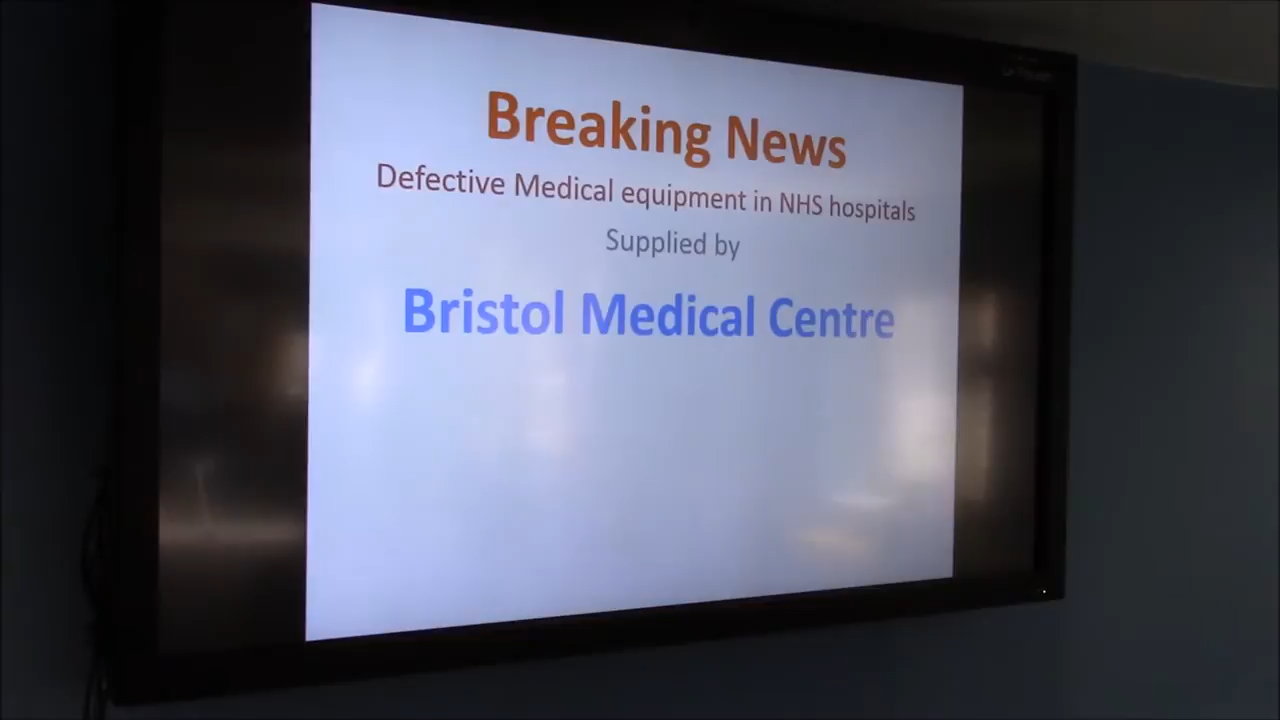 Breaking News
Defective Medical equipment in NHS hospitals
Supplied by
Bristol Medical Centre